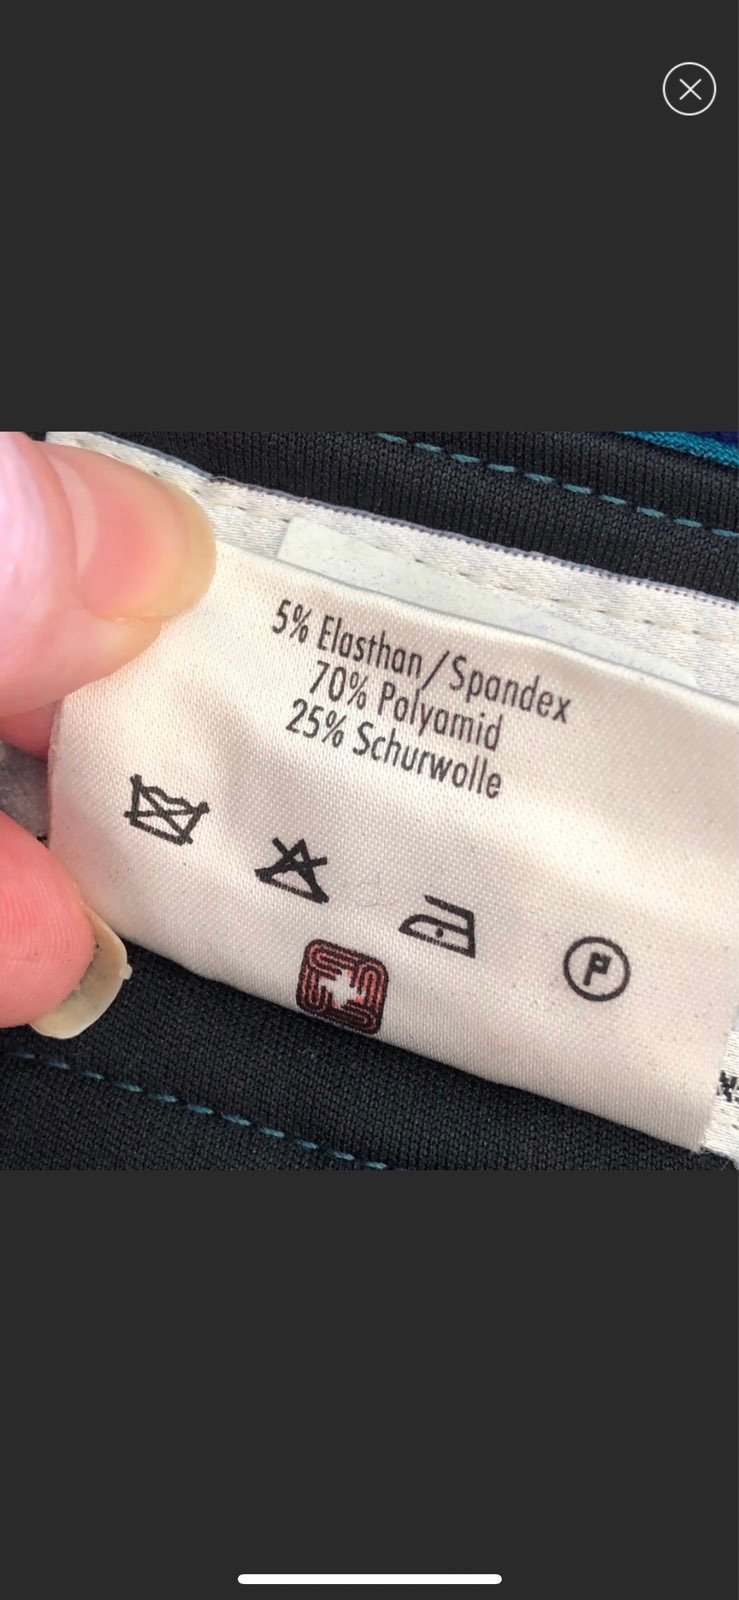 5% Elasthan/Spandex
70% Polyamid
25% Schurwolle
P